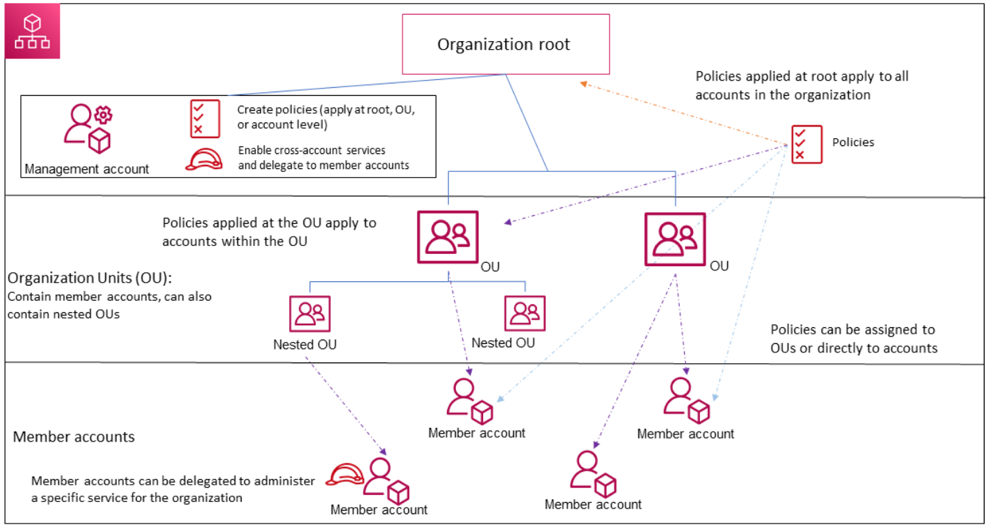 Organization root
Policies applied at root apply to all
accounts in the organization
Create policies (apply at root, OU,
or account level)
Enable cross-account services
and delegate to member accounts
Management account
Policies
Policies applied at the OU apply to
accounts within the OU
OU
OU
Organization Units (OU):
Contain member accounts, can also
contain nested OUs
Nested OU
Nested OU
Policies can be assigned to
OUs or directly to accounts
Member account
Member account
Member accounts
Member accounts can be delegated to administer
a specific service for the organization
Member account
Member account